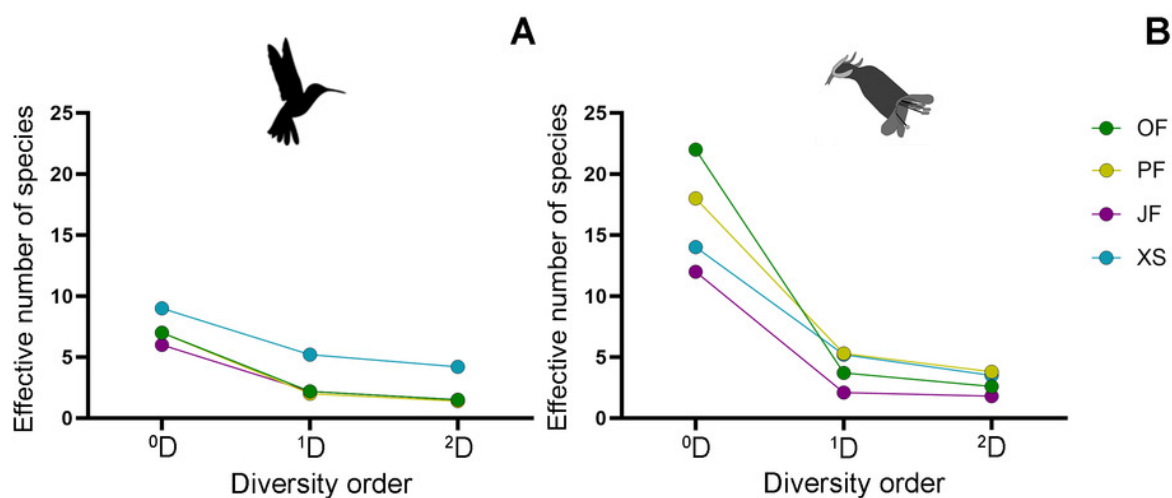 A
Effective number of species
25
20
15
10
5
0
⁰D
¹D
²D
Diversity order
B
Effective number of species
25
20
15
10
5
0
⁰D
¹D
²D
Diversity order
OF
PF
JF
XS